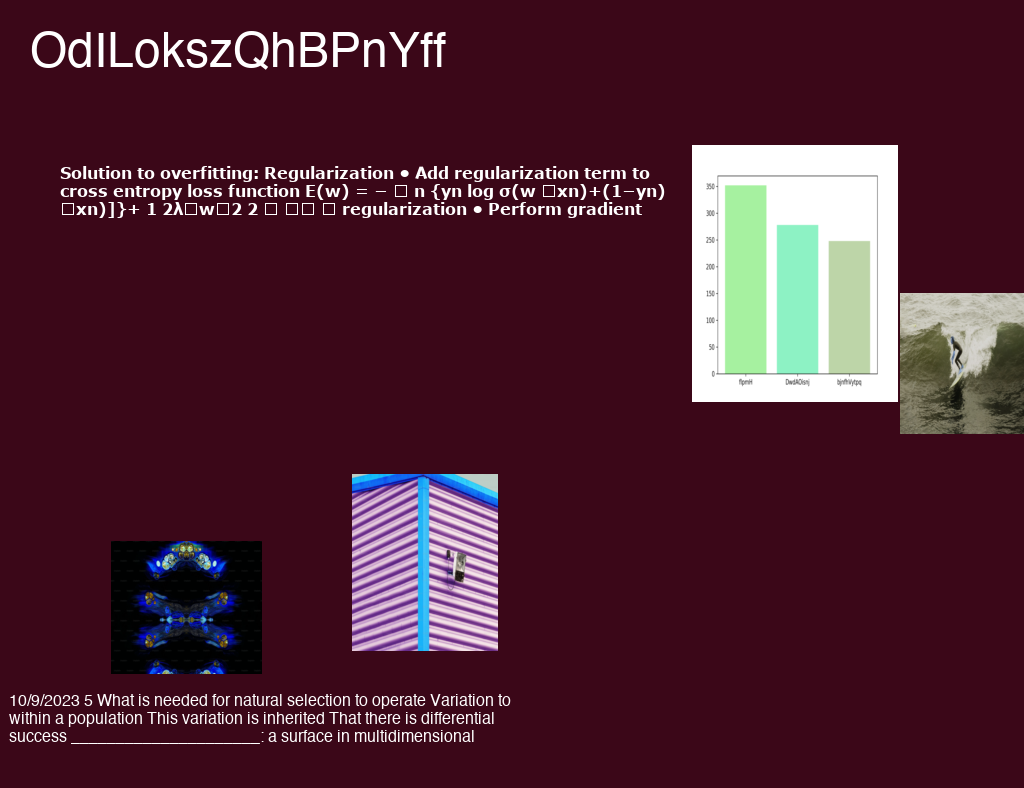 OdILokszQhBPnYff
Solution to overfitting: Regularization ● Add regularization term to
cross entropy loss function E(w) = − □ n {yn log σ(w □xn)+(1−yn)
□xn)]}+ 1 2λ□w□2 2 □ □□ □ regularization ● Perform gradient
350
300
250
200
150
100
50
0
DwdAOisnj
10/9/2023 5 What is needed for natural selection to operate Variation to
within a population This variation is inherited That there is differential
success _____________________: a surface in multidimensional